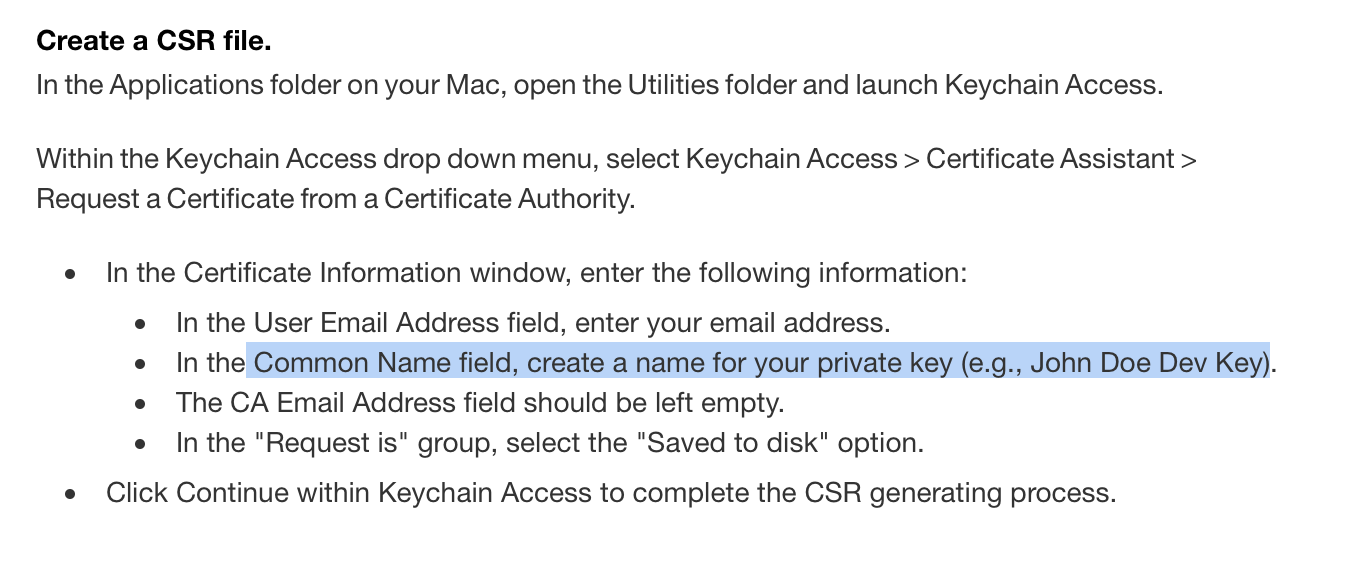 Create a CSR file.
In the Applications folder on your Mac, open the Utilities folder and launch Keychain Access.
Within the Keychain Access drop down menu, select Keychain Access > Certificate Assistant >
Request a Certificate from a Certificate Authority.
• In the Certificate Information window, enter the following information:
• In the User Email Address field, enter your email address.
• In the Common Name field, create a name for your private key (e.g., John Doe Dev Key).
• The CA Email Address field should be left empty.
• In the "Request is" group, select the "Saved to disk" option.
• Click Continue within Keychain Access to complete the CSR generating process.